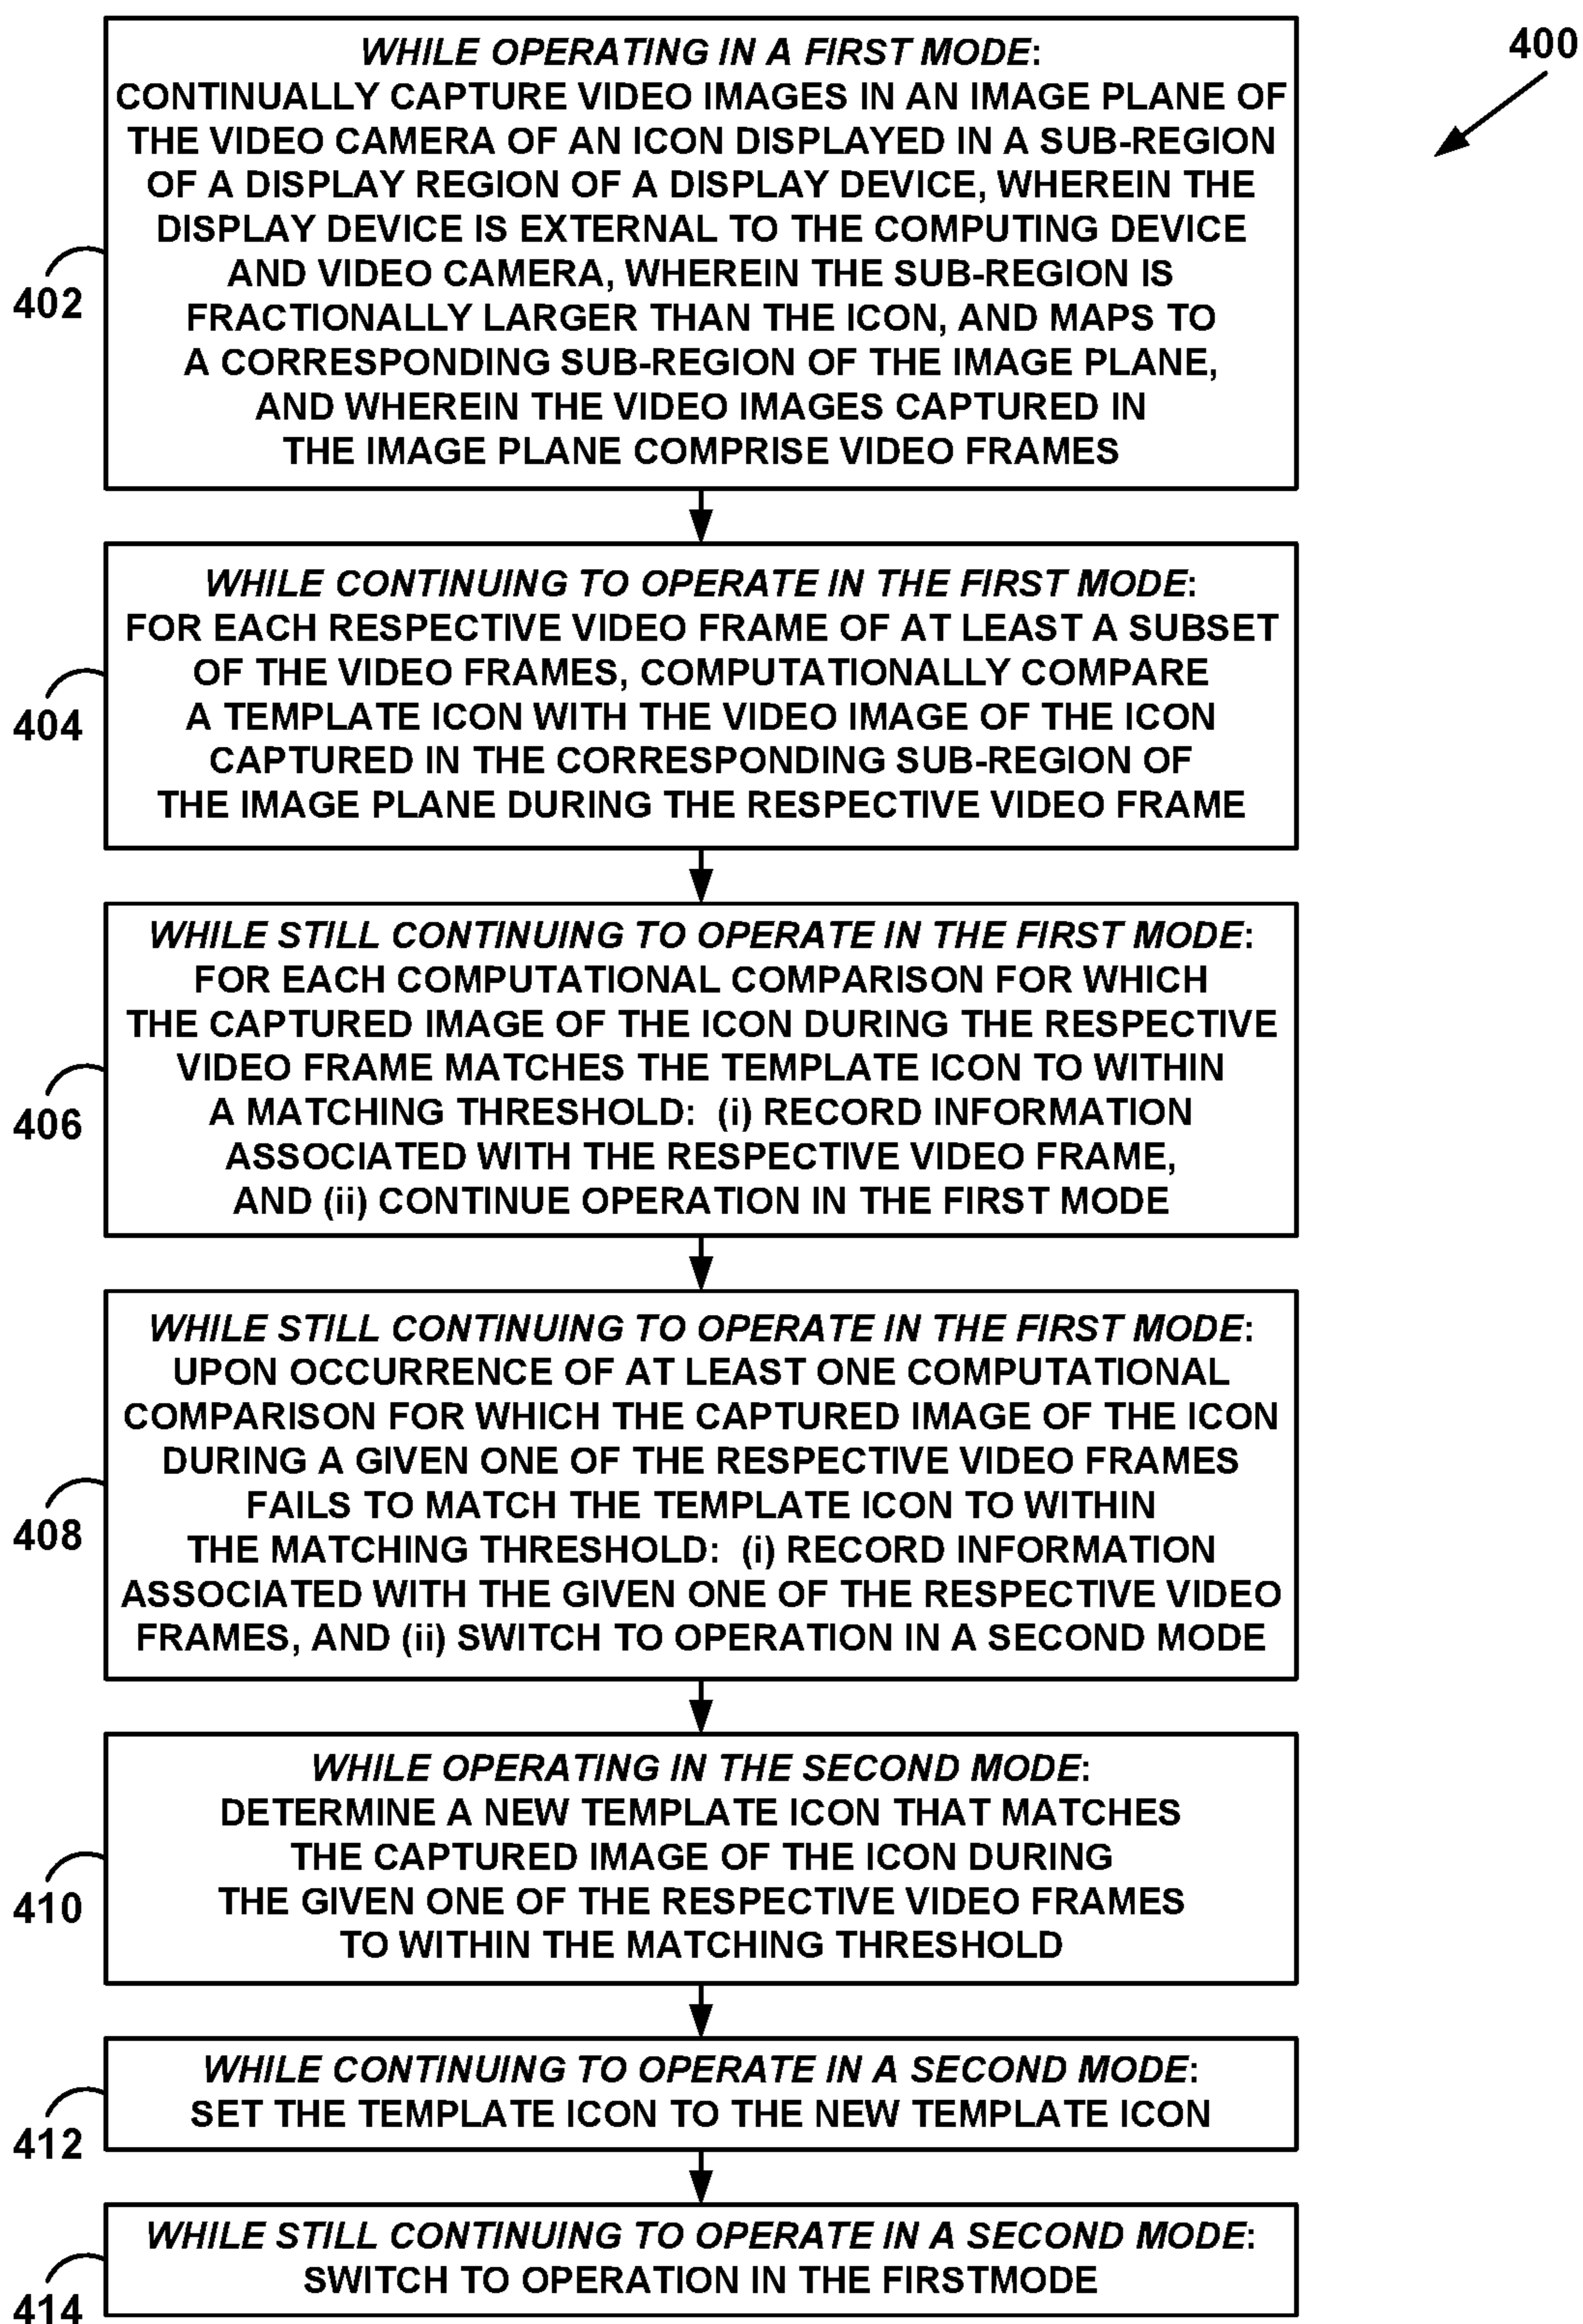 400
WHILE OPERATING IN A FIRST MODE:
CONTINUALLY CAPTURE VIDEO IMAGES IN AN IMAGE PLANE OF
THE VIDEO CAMERA OF AN ICON DISPLAYED IN A SUB-REGION
OF A DISPLAY REGION OF A DISPLAY DEVICE, WHEREIN THE
DISPLAY DEVICE IS EXTERNAL TO THE COMPUTING DEVICE
AND VIDEO CAMERA, WHEREIN THE SUB-REGION IS
FRACTIONALLY LARGER THAN THE ICON, AND MAPS TO
A CORRESPONDING SUB-REGION OF THE IMAGE PLANE,
AND WHEREIN THE VIDEO IMAGES CAPTURED IN
THE IMAGE PLANE COMPRISE VIDEO FRAMES
402
WHILE CONTINUING TO OPERATE IN THE FIRST MODE:
FOR EACH RESPECTIVE VIDEO FRAME OF AT LEAST A SUBSET
OF THE VIDEO FRAMES, COMPUTATIONALLY COMPARE
A TEMPLATE ICON WITH THE VIDEO IMAGE OF THE ICON
CAPTURED IN THE CORRESPONDING SUB-REGION OF
THE IMAGE PLANE DURING THE RESPECTIVE VIDEO FRAME
404
WHILE STILL CONTINUING TO OPERATE IN THE FIRST MODE:
FOR EACH COMPUTATIONAL COMPARISON FOR WHICH
THE CAPTURED IMAGE OF THE ICON DURING THE RESPECTIVE
VIDEO FRAME MATCHES THE TEMPLATE ICON TO WITHIN
A MATCHING THRESHOLD: (i) RECORD INFORMATION
ASSOCIATED WITH THE RESPECTIVE VIDEO FRAME,
AND (ii) CONTINUE OPERATION IN THE FIRST MODE
406
WHILE STILL CONTINUING TO OPERATE IN THE FIRST MODE:
UPON OCCURRENCE OF AT LEAST ONE COMPUTATIONAL
COMPARISON FOR WHICH THE CAPTURED IMAGE OF THE ICON
DURING A GIVEN ONE OF THE RESPECTIVE VIDEO FRAMES
FAILS TO MATCH THE TEMPLATE ICON TO WITHIN
THE MATCHING THRESHOLD: (i) RECORD INFORMATION
ASSOCIATED WITH THE GIVEN ONE OF THE RESPECTIVE VIDEO
FRAMES, AND (ii) SWITCH TO OPERATION IN A SECOND MODE
408
WHILE OPERATING IN THE SECOND MODE:
DETERMINE A NEW TEMPLATE ICON THAT MATCHES
THE CAPTURED IMAGE OF THE ICON DURING
THE GIVEN ONE OF THE RESPECTIVE VIDEO FRAMES
TO WITHIN THE MATCHING THRESHOLD
410
WHILE CONTINUING TO OPERATE IN A SECOND MODE:
SET THE TEMPLATE ICON TO THE NEW TEMPLATE ICON
412
WHILE STILL CONTINUING TO OPERATE IN A SECOND MODE:
SWITCH TO OPERATION IN THE FIRSTMODE
414